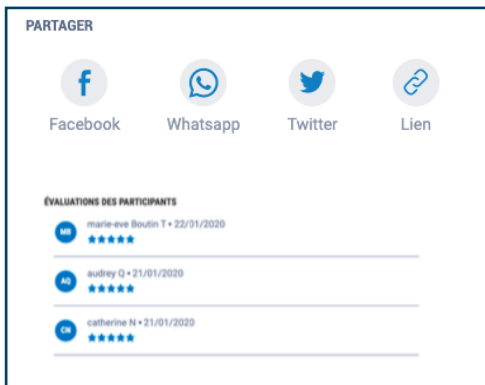 PARTAGER
Facebook Whatsapp Twitter Lien
ÉVALUATIONS DES PARTICIPANTS
MB marie-eve Boutin T • 22/01/2020
AQ audrey Q • 21/01/2020
CN catherine N • 21/01/2020